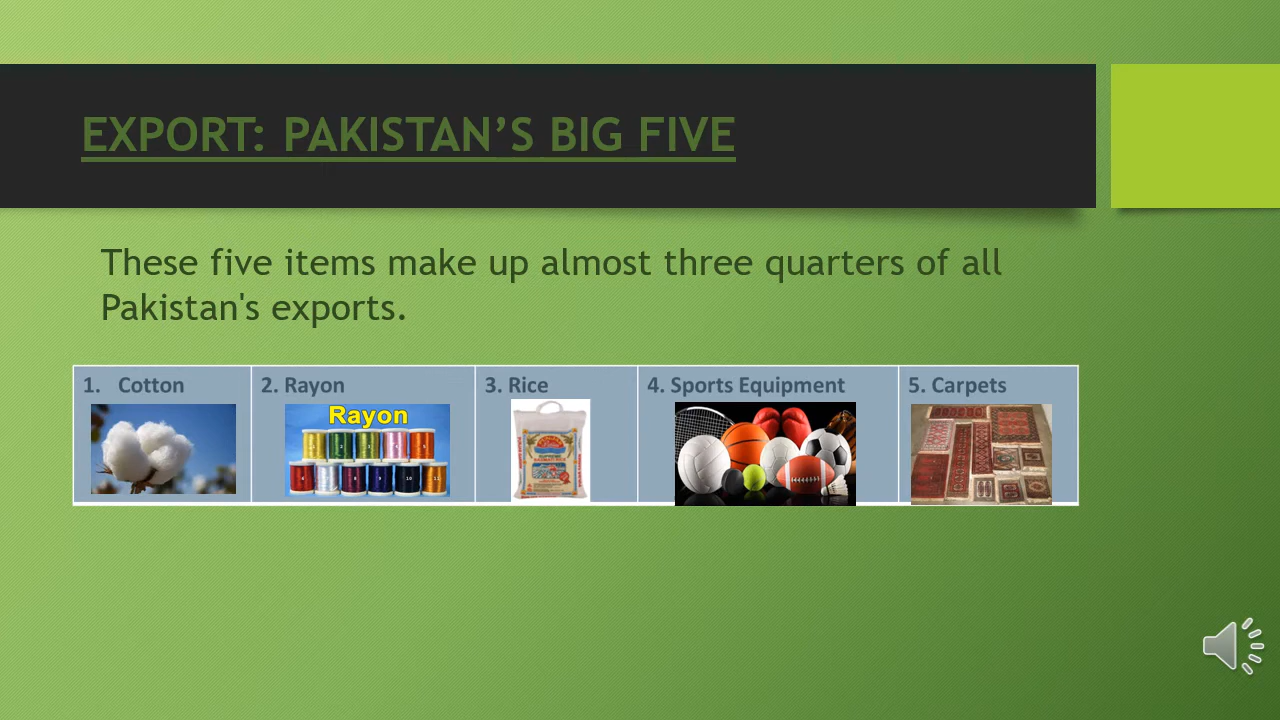 EXPORT: PAKISTAN’S BIG FIVE
These five items make up almost three quarters of all
Pakistan's exports.
1. Cotton
2. Rayon
3. Rice
4. Sports Equipment
5. Carpets
Rayon